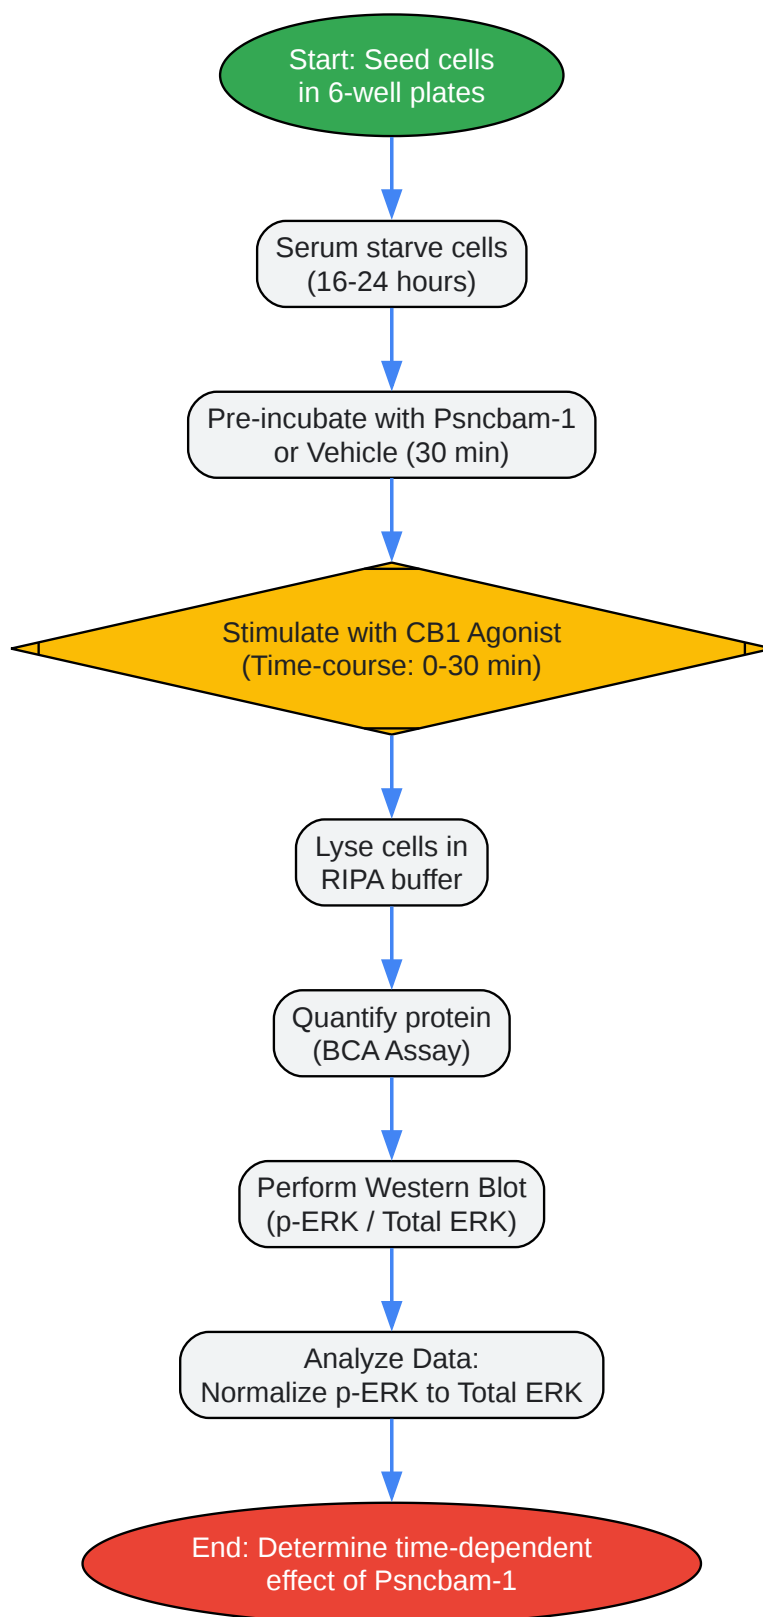 Start: Seed cells
in 6-well plates
Serum starve cells
(16-24 hours)
Pre-incubate with Psncbam-1
or Vehicle (30 min)
Stimulate with CB1 Agonist
(Time-course: 0-30 min)
Lyse cells in
RIPA buffer
Quantify protein
(BCA Assay)
Perform Western Blot
(p-ERK / Total ERK)
Analyze Data:
Normalize p-ERK to Total ERK
End: Determine time-dependent
effect of Psncbam-1